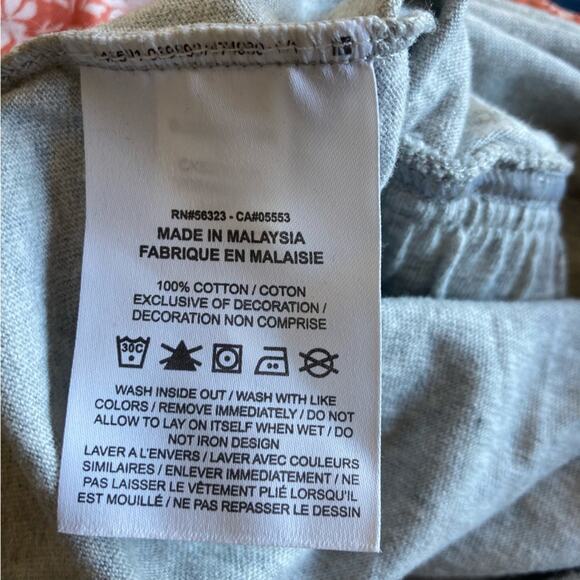 RN#56323 - CA#05553
MADE IN MALAYSIA
FABRIQUE EN MALAISIE
100% COTTON / COTON
EXCLUSIVE OF DECORATION /
DECORATION NON COMPRISE
30C
WASH INSIDE OUT / WASH WITH LIKE
COLORS / REMOVE IMMEDIATELY / DO NOT
ALLOW TO LAY ON ITSELF WHEN WET / DO
NOT IRON DESIGN
LAVER A L'ENVERS / LAVER AVEC COULEURS
SIMILAIRES / ENLEVER IMMEDIATEMENT / NE
PAS LAISSER LE VÊTEMENT PLIÉ LORSQU'IL
EST MOUILLÉ / NE PAS REPASSER LE DESSIN